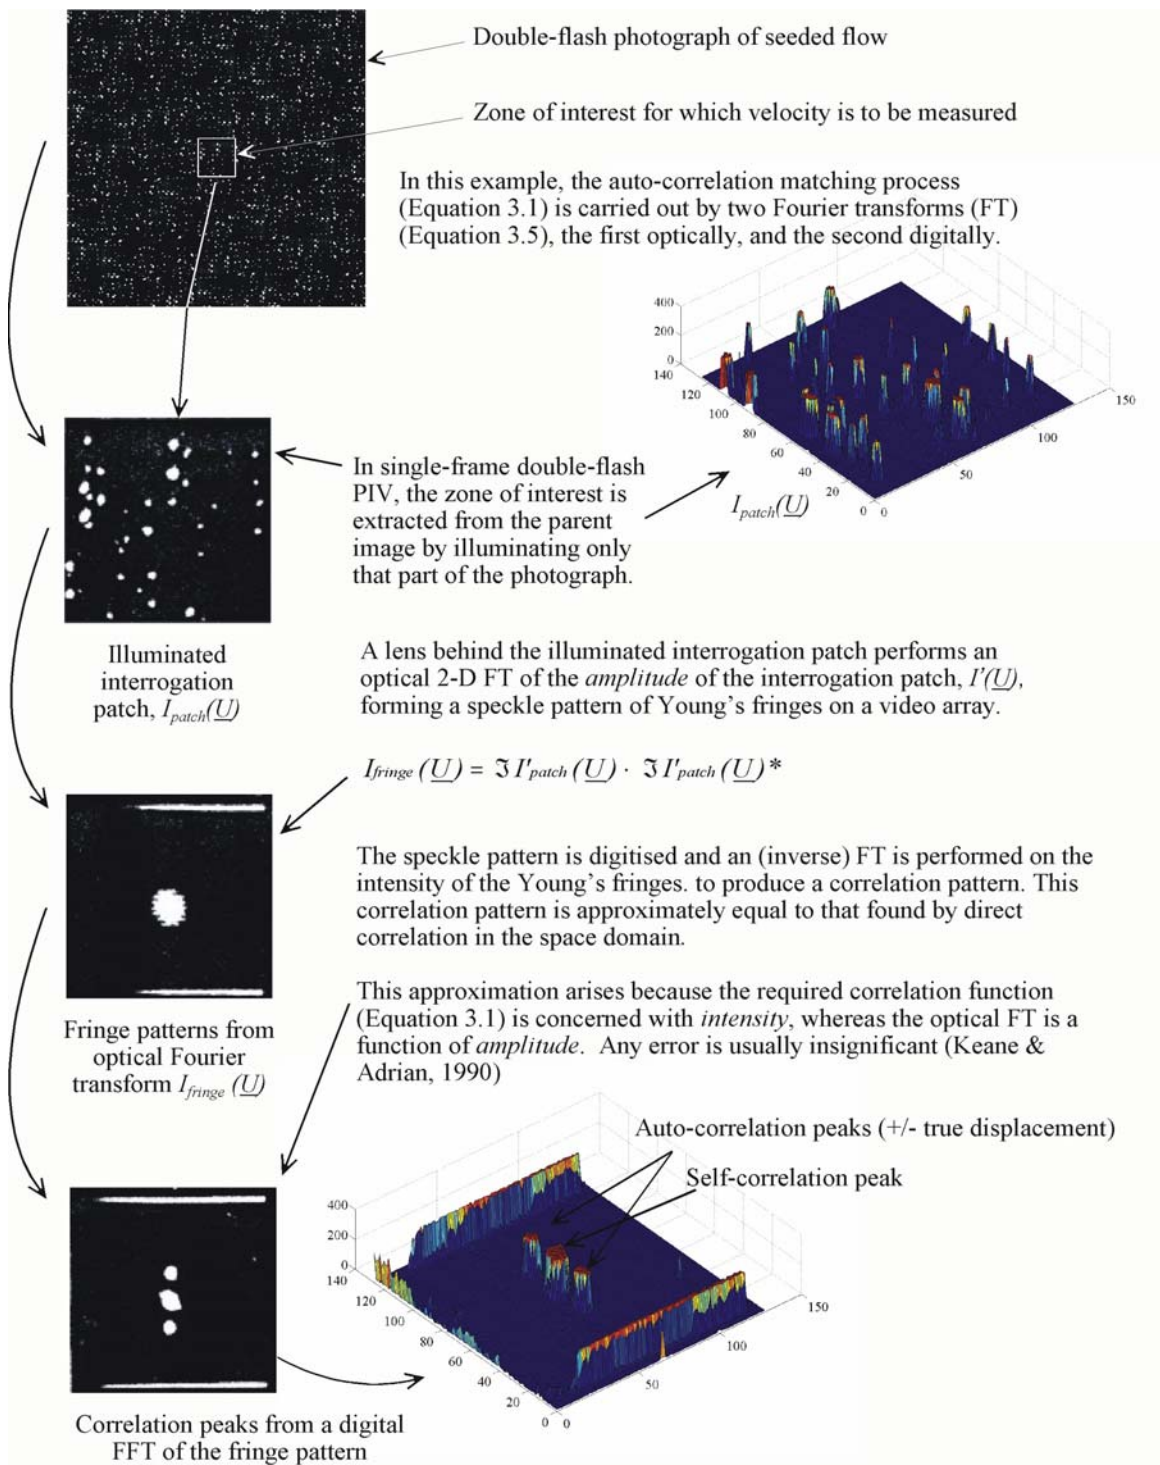 Double-flash photograph of seeded flow
Zone of interest for which velocity is to be measured
In this example, the auto-correlation matching process
(Equation 3.1) is carried out by two Fourier transforms (FT)
(Equation 3.5), the first optically, and the second digitally.
400
200
0
140
120
100
80
60
40
20
0
0
50
100
150
I_patch(U)
In single-frame double-flash
PIV, the zone of interest is
extracted from the parent
image by illuminating only
that part of the photograph.
Illuminated
interrogation
patch, I_patch(U)
A lens behind the illuminated interrogation patch performs an
optical 2-D FT of the amplitude of the interrogation patch, I'(U),
forming a speckle pattern of Young's fringes on a video array.
I_fringe (U) = ℑ I'_patch (U) · ℑ I'_patch (U)*
The speckle pattern is digitised and an (inverse) FT is performed on the
intensity of the Young's fringes. to produce a correlation pattern. This
correlation pattern is approximately equal to that found by direct
correlation in the space domain.
Fringe patterns from
optical Fourier
transform I_fringe (U)
This approximation arises because the required correlation function
(Equation 3.1) is concerned with intensity, whereas the optical FT is a
function of amplitude. Any error is usually insignificant (Keane &
Adrian, 1990)
Auto-correlation peaks (+/- true displacement)
Self-correlation peak
400
200
0
140
120
100
80
60
40
20
0
0
50
100
150
Correlation peaks from a digital
FFT of the fringe pattern